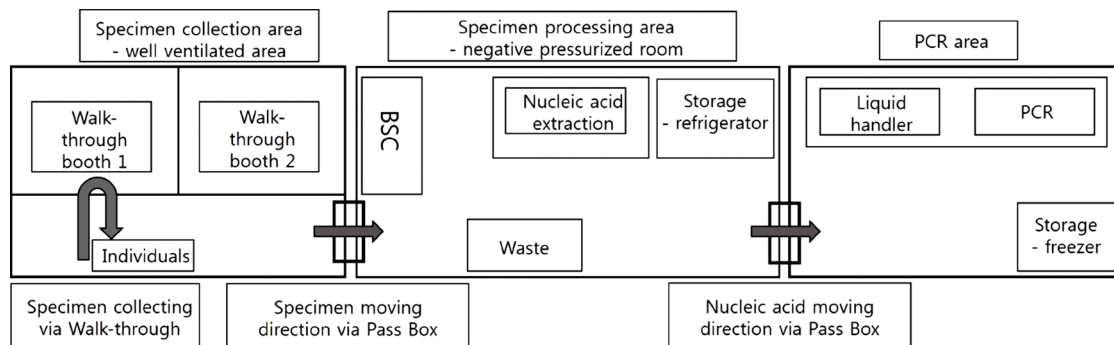 Specimen collection area
- well ventilated area
Specimen processing area
- negative pressurized room
PCR area
Walk-
through
booth 1
Walk-
through
booth 2
BSC
Nucleic acid
extraction
Storage
- refrigerator
Liquid
handler
PCR
Individuals
Waste
Storage
- freezer
Specimen collecting
via Walk-through
Specimen moving
direction via Pass Box
Nucleic acid moving
direction via Pass Box